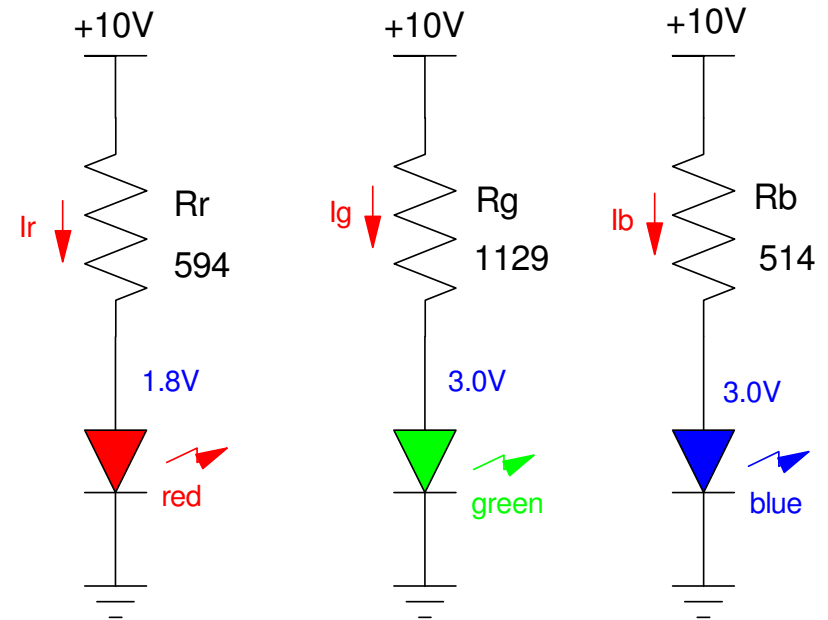 +10V
Ir
Rr
594
1.8V
red
+10V
Ig
Rg
1129
3.0V
green
+10V
Ib
Rb
514
3.0V
blue